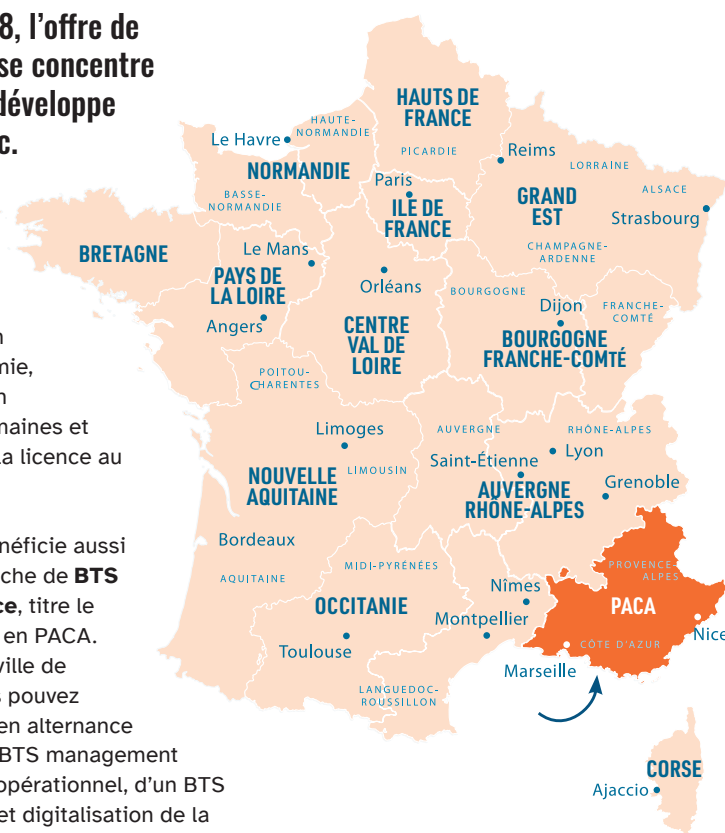 8, l’offre de
se concentre
développe
c.
n
mie,
n
maines et
la licence au
néficie aussi
che de BTS
ce, titre le
en PACA.
ville de
s pouvez
en alternance
BTS management
opérationnel, d’un BTS
et digitalisation de la
HAUTS DE
FRANCE
PICARDIE
HAUTE-
NORMANDIE
Le Havre
NORMANDIE
BASSE-
NORMANDIE
Reims
LORRAINE
Paris
ILE DE
FRANCE
GRAND
EST
ALSACE
Strasbourg
CHAMPAGNE-
ARDENNE
BRETAGNE
Le Mans
PAYS DE
LA LOIRE
Angers
Orléans
CENTRE
VAL DE
LOIRE
BOURGOGNE
Dijon
FRANCHE-
COMTÉ
BOURGOGNE
FRANCHE-COMTÉ
POITOU-
CHARENTES
Limoges
LIMOUSIN
NOUVELLE
AQUITAINE
Bordeaux
AQUITAINE
AUVERGNE
RHÔNE-ALPES
Lyon
Saint-Étienne
Grenoble
AUVERGNE
RHÔNE-ALPES
MIDI-PYRÉNÉES
OCCITANIE
Toulouse
Nîmes
Montpellier
LANGUEDOC-
ROUSSILLON
PROVENCE-
ALPES
PACA
CÔTE D’AZUR
Nice
Marseille
CORSE
Ajaccio